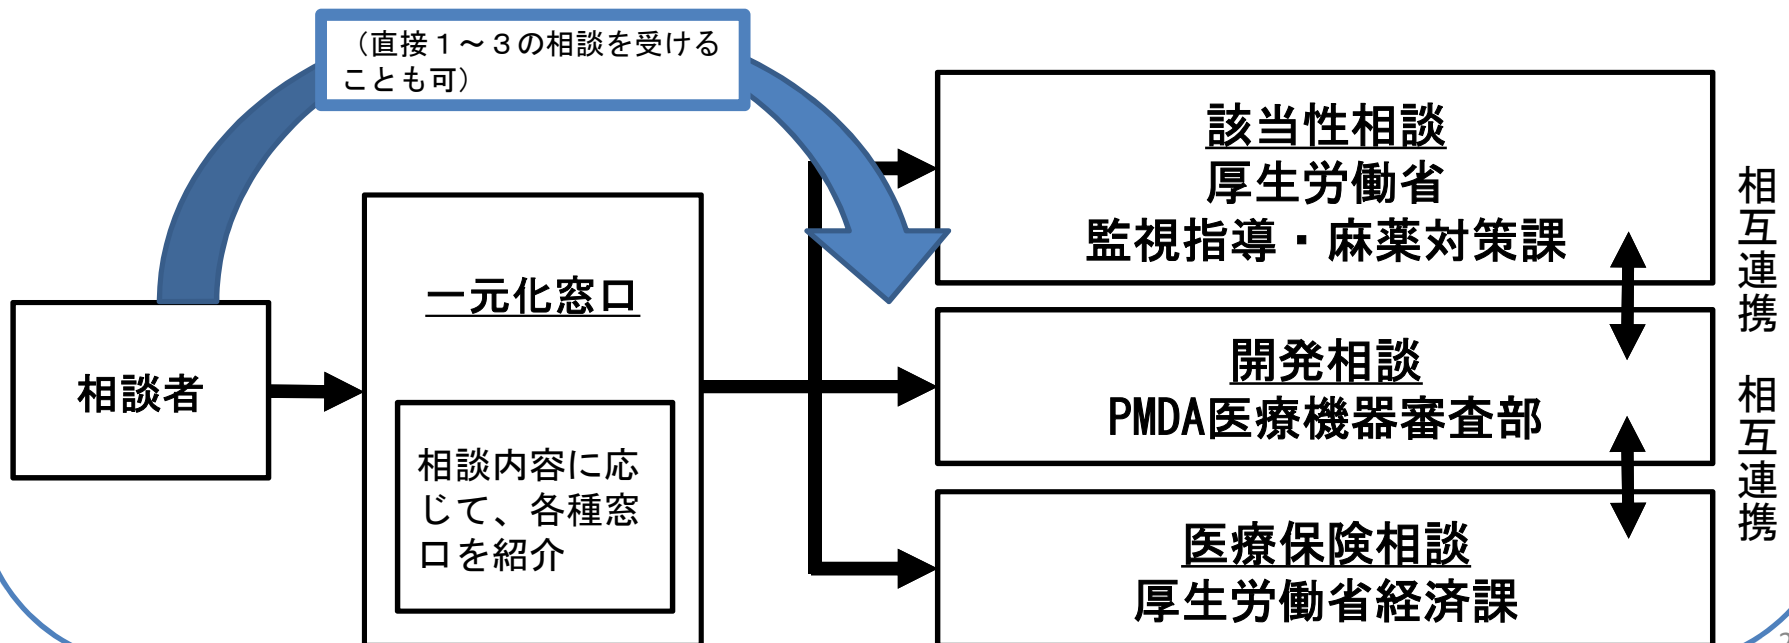 （直接１～３の相談を受ける
ことも可）
相談者
一元化窓口
相談内容に応
じて、各種窓
口を紹介
該当性相談
厚生労働省
監視指導・麻薬対策課
開発相談
PMDA医療機器審査部
医療保険相談
厚生労働省経済課
相互連携
相互連携